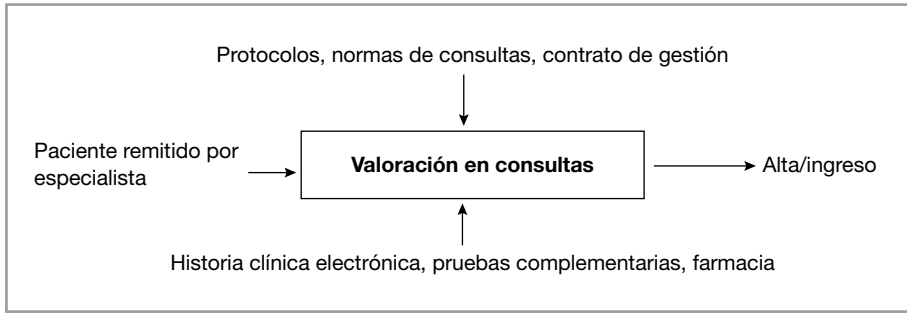 Protocolos, normas de consultas, contrato de gestión
Paciente remitido por
especialista
Valoración en consultas
Alta/ingreso
Historia clínica electrónica, pruebas complementarias, farmacia